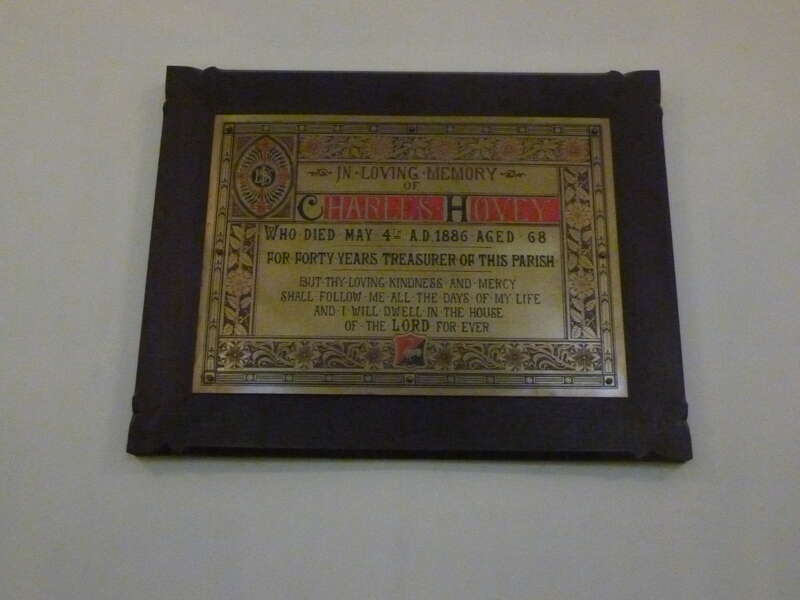 IN · LOVING · MEMORY
OF
CHARLES HOVEY
WHO · DIED · MAY · 4TH · A.D. 1886 · AGED · 68
FOR · FORTY · YEARS · TREASURER · OF · THIS · PARISH
BUT · THY · LOVING · KINDNESS · AND · MERCY
SHALL · FOLLOW · ME · ALL · THE · DAYS · OF · MY · LIFE
AND · I · WILL · DWELL · IN · THE · HOUSE
OF · THE · LORD · FOR · EVER